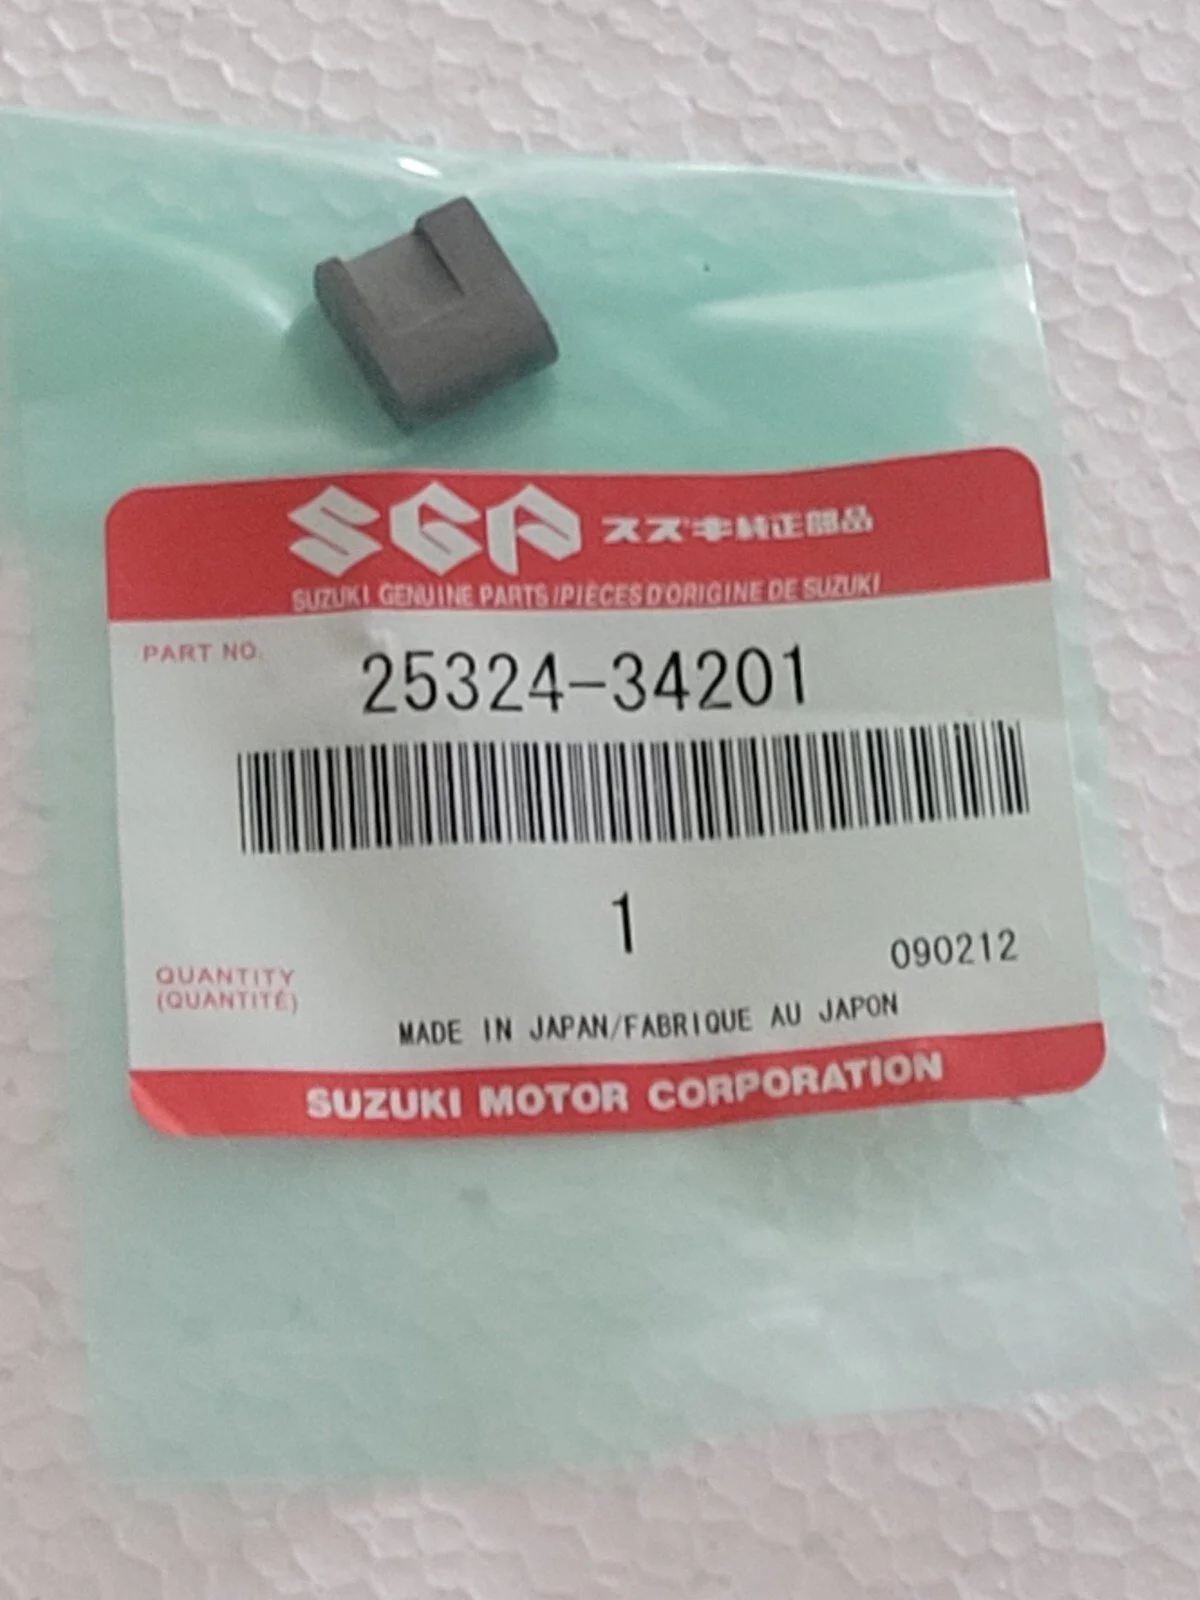 SGP スズキ純正部品
SUZUKI GENUINE PARTS/PIÈCES D'ORIGINE DE SUZUKI
PART NO. 25324-34201
1
090212
QUANTITY
(QUANTITÉ)
MADE IN JAPAN/FABRIQUE AU JAPON
SUZUKI MOTOR CORPORATION